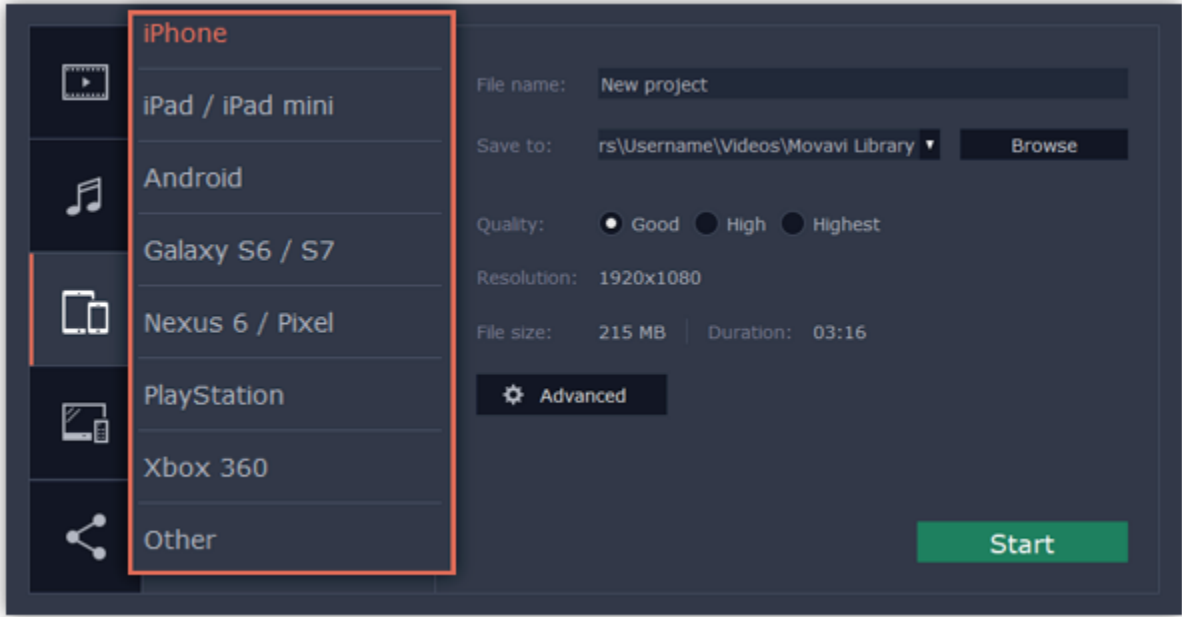 iPhone
iPad / iPad mini
Android
Galaxy S6 / S7
Nexus 6 / Pixel
PlayStation
Xbox 360
Other
File name: New project
Save to: rs\Username\Videos\Movavi Library Browse
Quality: Good High Highest
Resolution: 1920x1080
File size: 215 MB Duration: 03:16
Advanced
Start